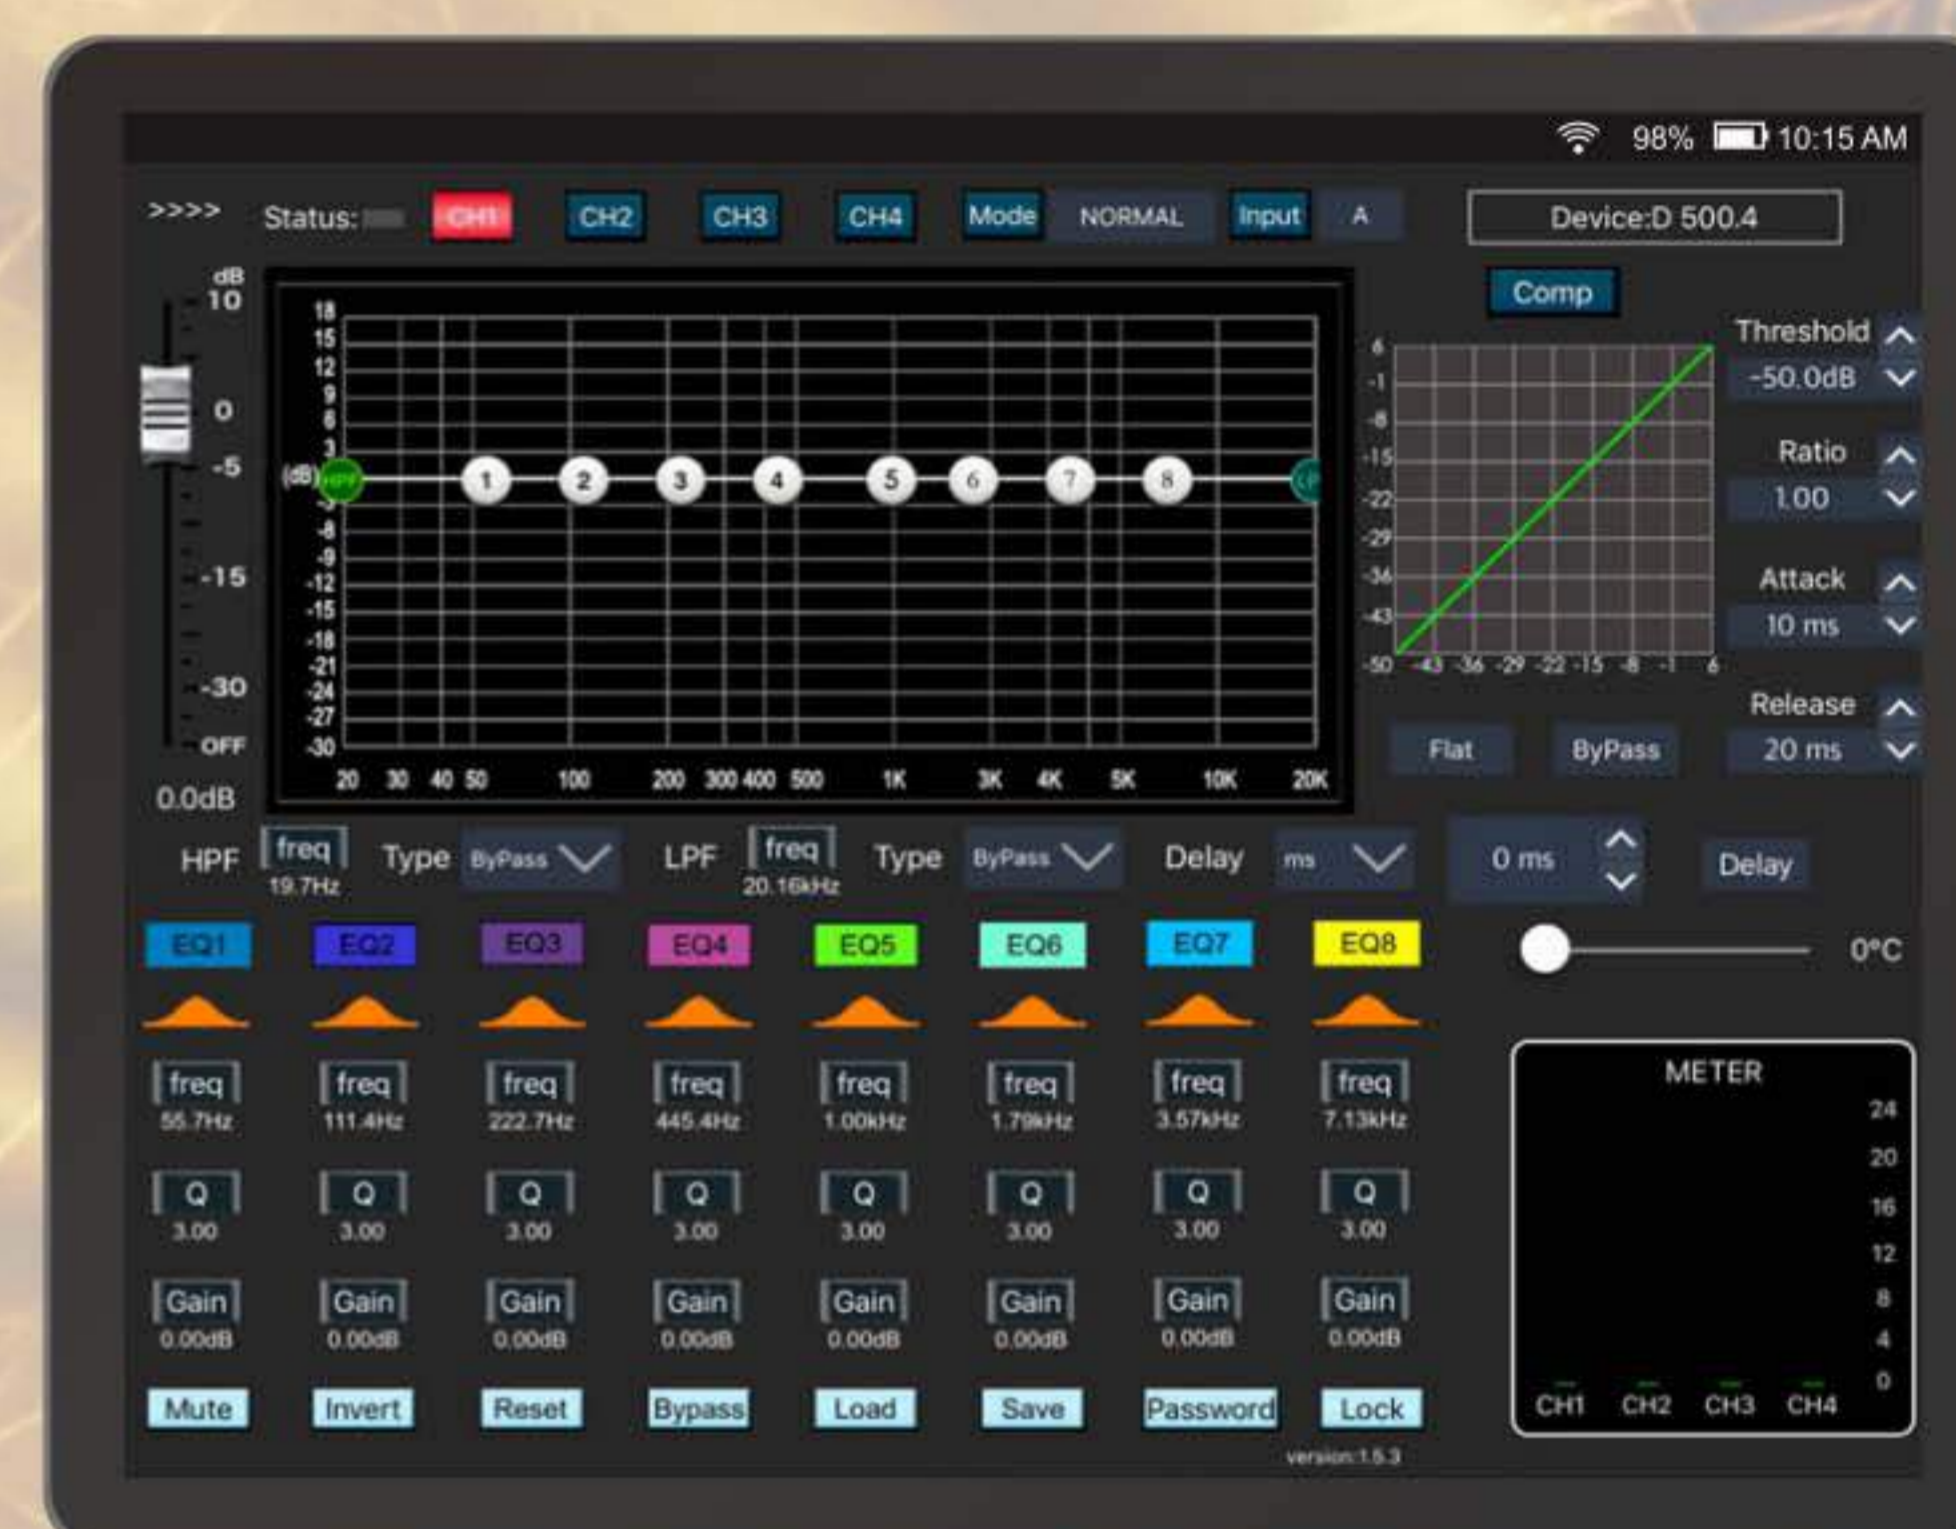 98% 10:15 AM
>>>> Status: CH1 CH2 CH3 CH4 Mode NORMAL Input A Device:D 500.4
dB
10
0
-5
-15
-30
OFF
0.0dB
18
15
12
9
6
3
(dB) HPF 1 2 3 4 5 6 7 8
-3
-6
-9
-12
-15
-18
-21
-24
-27
-30
20 30 40 50 100 200 300 400 500 1K 3K 4K 5K 10K 20K
Comp
6
-1
-8
-15
-22
-29
-36
-43
-50 -43 -36 -29 -22 -15 -8 -1 6
Threshold
-50.0dB
Ratio
1.00
Attack
10 ms
Release
20 ms
Flat ByPass
HPF freq Type ByPass LPF freq Type ByPass Delay ms 0 ms Delay
19.7Hz 20.16kHz
EQ1 EQ2 EQ3 EQ4 EQ5 EQ6 EQ7 EQ8
0°C
freq freq freq freq freq freq freq freq
55.7Hz 111.4Hz 222.7Hz 445.4Hz 1.00kHz 1.79kHz 3.57kHz 7.13kHz
Q Q Q Q Q Q Q Q
3.00 3.00 3.00 3.00 3.00 3.00 3.00 3.00
Gain Gain Gain Gain Gain Gain Gain Gain
0.00dB 0.00dB 0.00dB 0.00dB 0.00dB 0.00dB 0.00dB 0.00dB
Mute Invert Reset Bypass Load Save Password Lock
version:1.5.3
METER
24
20
16
12
8
4
0
CH1 CH2 CH3 CH4